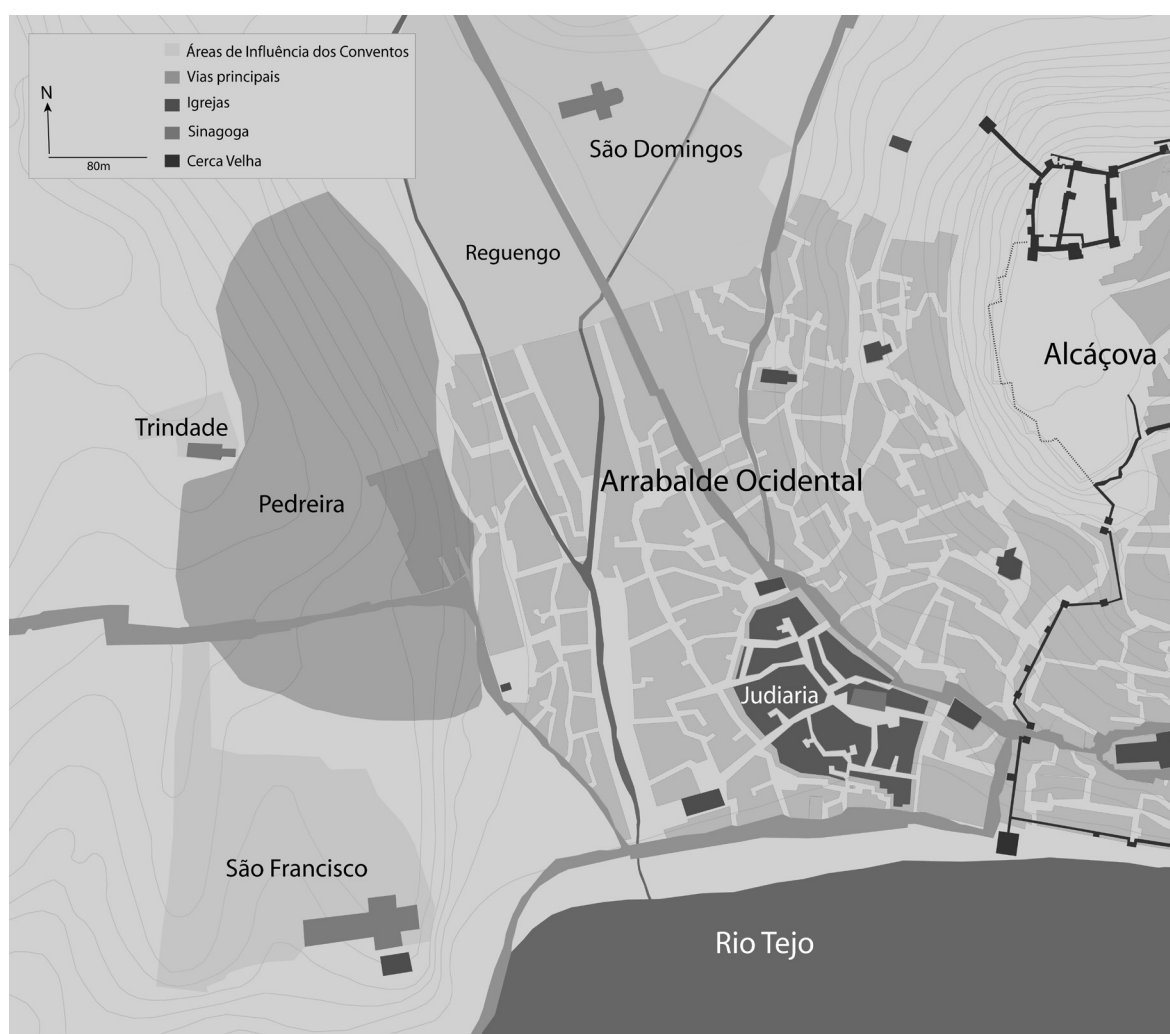 Áreas de Influência dos Conventos
Vias principais
N
Igrejas
Sinagoga
80m
Cerca Velha
São Domingos
Reguengo
Alcáçova
Trindade
Arrabalde Ocidental
Pedreira
Judiaria
São Francisco
Rio Tejo